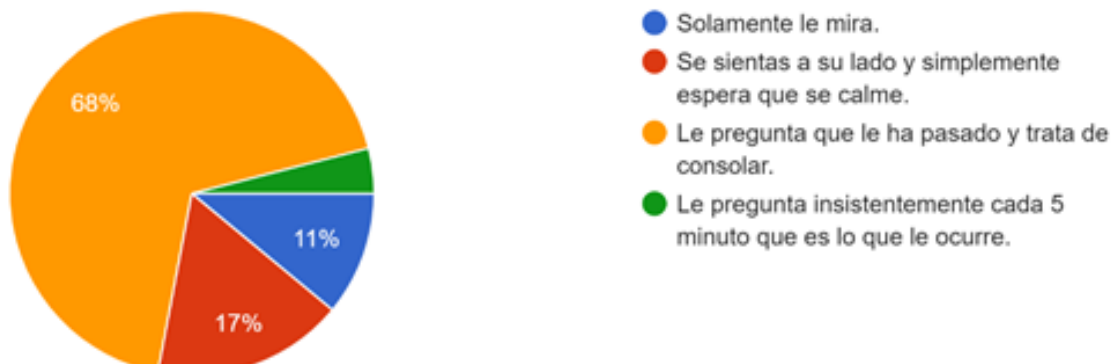 68%
11%
17%
Solamente le mira.
Se sientas a su lado y simplemente
espera que se calme.
Le pregunta que le ha pasado y trata de
consolar.
Le pregunta insistentemente cada 5
minuto que es lo que le ocurre.